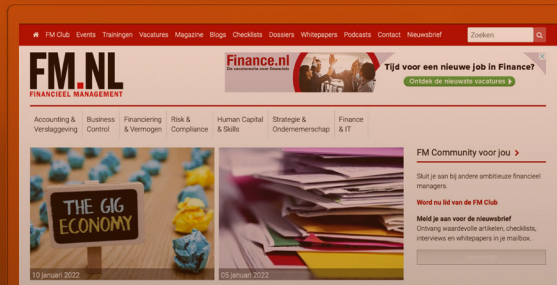 FM Club Events Trainingen Vacatures Magazine Blogs Checklists Dossiers Whitepapers Podcasts Contact Nieuwsbrief Zoeken
FM.NL
FINANCIEEL MANAGEMENT
Finance.nl
De vacaturesite voor financials
Tijd voor een nieuwe job in Finance?
Ontdek de nieuwste vacatures
Accounting & Verslaggeving
Business Control
Financiering & Vermogen
Risk & Compliance
Human Capital & Skills
Strategie & Ondernemerschap
Finance & IT
THE GIG
ECONOMY
10 januari 2022
05 januari 2022
FM Community voor jou
Sluit je aan bij andere ambitieuze financieel
managers.
Word nu lid van de FM Club
Meld je aan voor de nieuwsbrief
Ontvang waardevolle artikelen, checklists,
interviews en whitepapers in je mailbox.